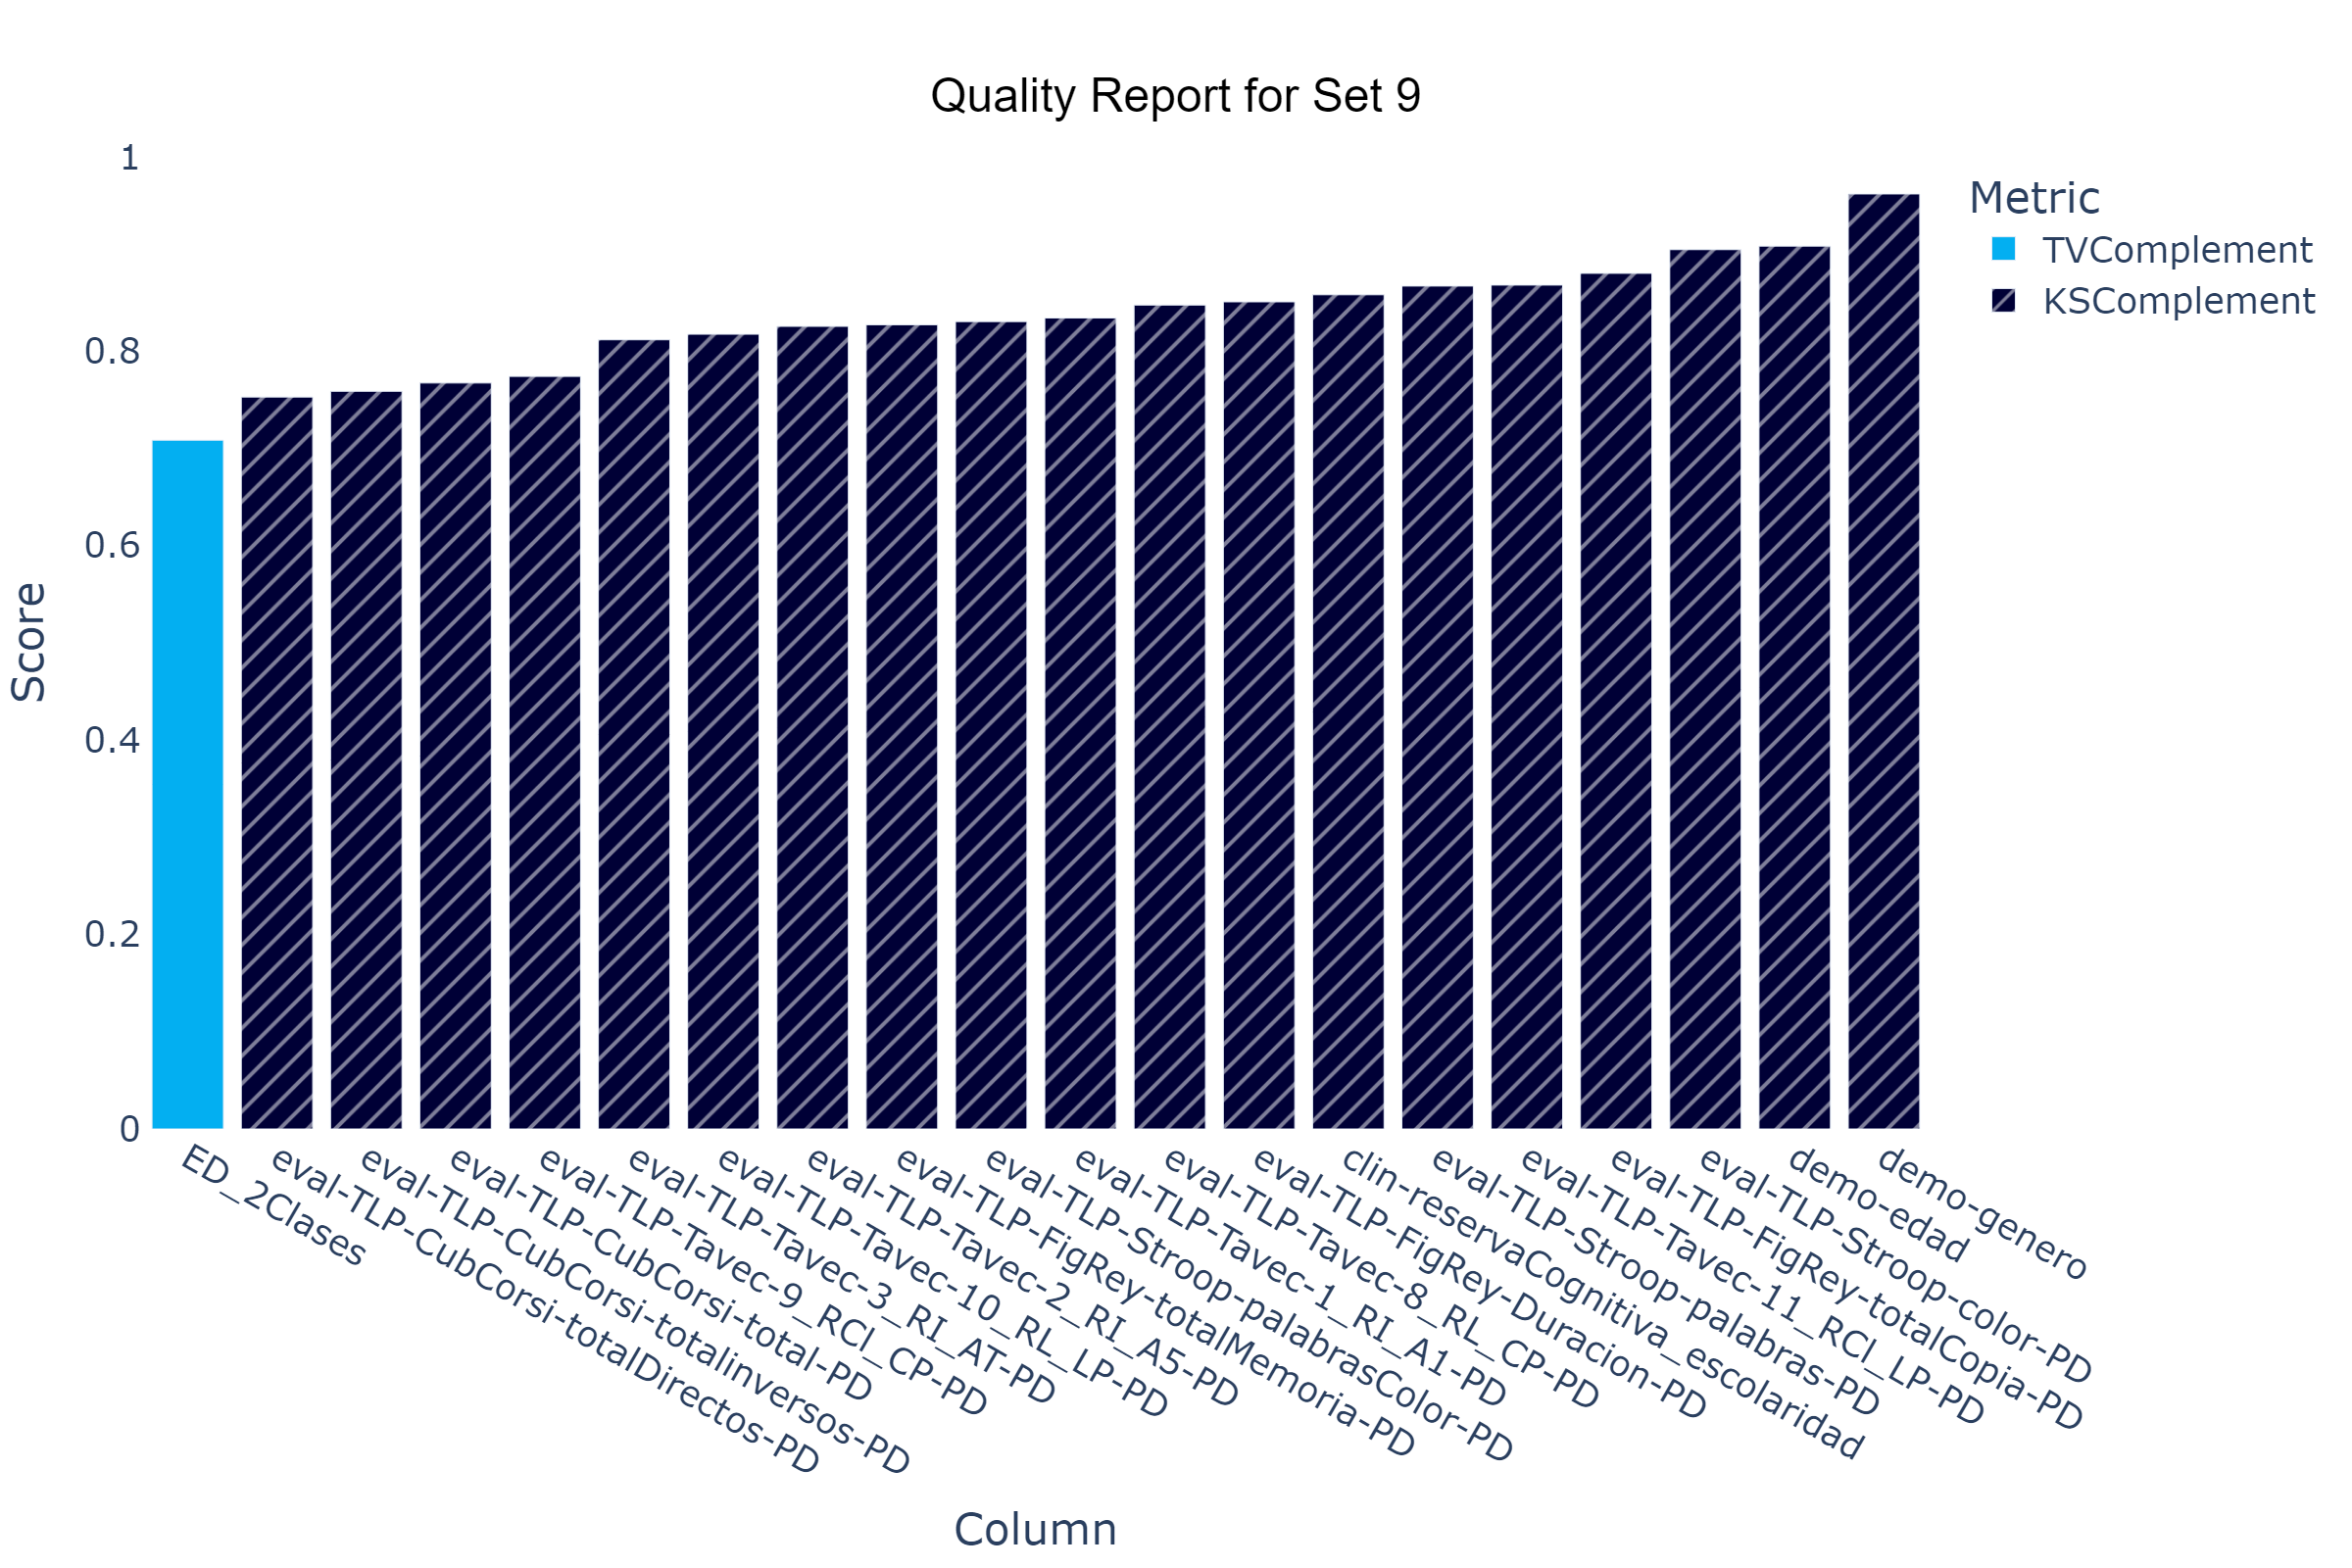 Quality Report for Set 9
1
0.8
0.6
0.4
0.2
0
Score
Metric
TVComplement
KSComplement
ED_2Clases
eval-TLP-CubCorsi-totalDirectos-PD
eval-TLP-CubCorsi-totalinversos-PD
eval-TLP-CubCorsi-total-PD
eval-TLP-Tavec-9_RCl_CP-PD
eval-TLP-Tavec-3_RI_AT-PD
eval-TLP-Tavec-10_RL_LP-PD
eval-TLP-Tavec-2_RI_A5-PD
eval-TLP-FigRey-totalMemoria-PD
eval-TLP-Stroop-palabrasColor-PD
eval-TLP-Tavec-1_RI_A1-PD
eval-TLP-Tavec-8_RL_CP-PD
eval-TLP-FigRey-Duracion-PD
clin-reservaCognitiva_escolaridad
eval-TLP-Stroop-palabras-PD
eval-TLP-Tavec-11_RCl_LP-PD
eval-TLP-FigRey-totalCopia-PD
eval-TLP-Stroop-color-PD
demo-edad
demo-genero
Column